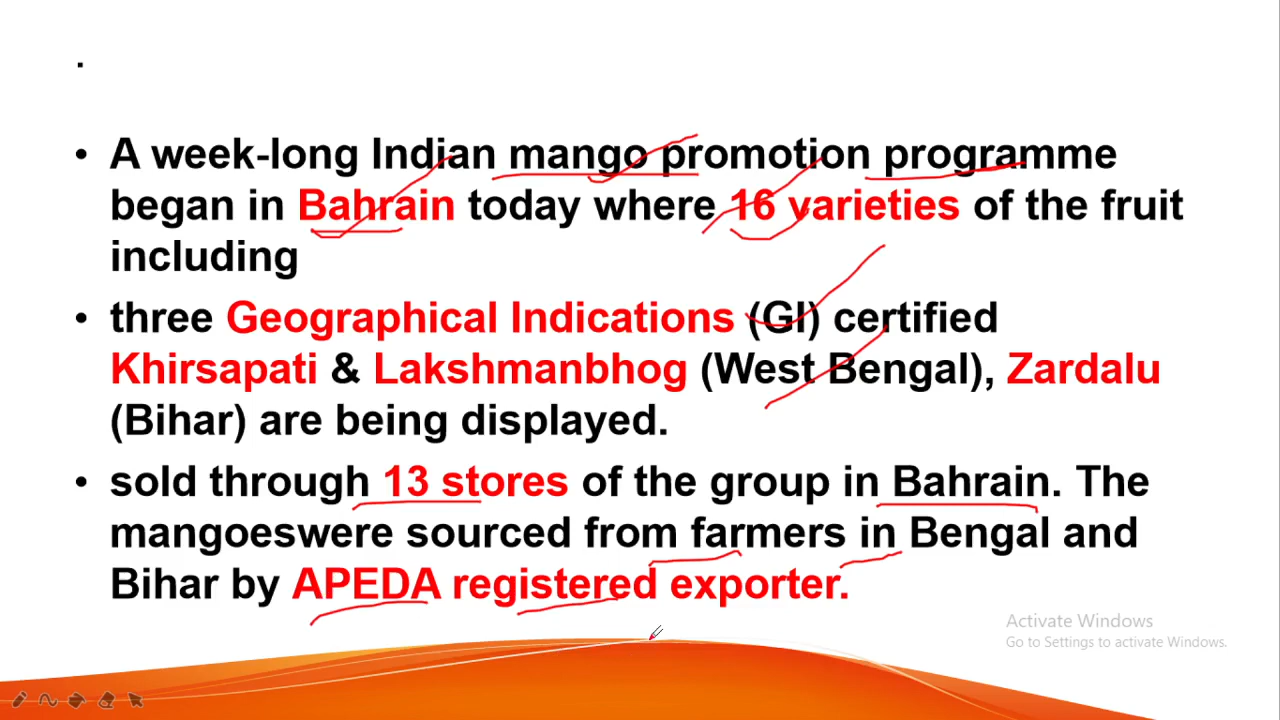 • A week-long Indian mango promotion programme
began in Bahrain today where 16 varieties of the fruit
including
• three Geographical Indications (GI) certified
Khirsapati & Lakshmanbhog (West Bengal), Zardalu
(Bihar) are being displayed.
• sold through 13 stores of the group in Bahrain. The
mangoeswere sourced from farmers in Bengal and
Bihar by APEDA registered exporter.
Activate Windows
Go to Settings to activate Windows.